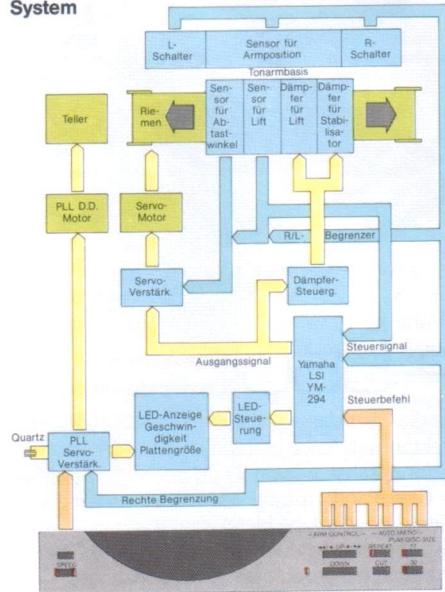 System
L-
Schalter
Sensor für
Armposition
R-
Schalter
Tonarmbasis
Teller
Rie-
men
Sen-
sor
für
Ab-
tast-
winkel
Sen-
sor
für
Lift
Dämp-
fer
für
Lift
Dämp-
fer
für
Stabi-
lisa-
tor
PLL D.D.
Motor
Servo-
Motor
R/L- Begrenzer
Servo-
Verstärk.
Dämpfer-
Steuerg.
Ausgangssignal
Yamaha
LSI
YM-
294
Steuersignal
Steuerbefehl
LED-Anzeige
Geschwin-
digkeit
Plattengröße
LED-
Steue-
rung
Quartz
PLL
Servo-
Verstärk.
Rechte Begrenzung
SPEED
ARM CONTROL
UP
DOWN
REPEAT
CUT
DISC SIZE